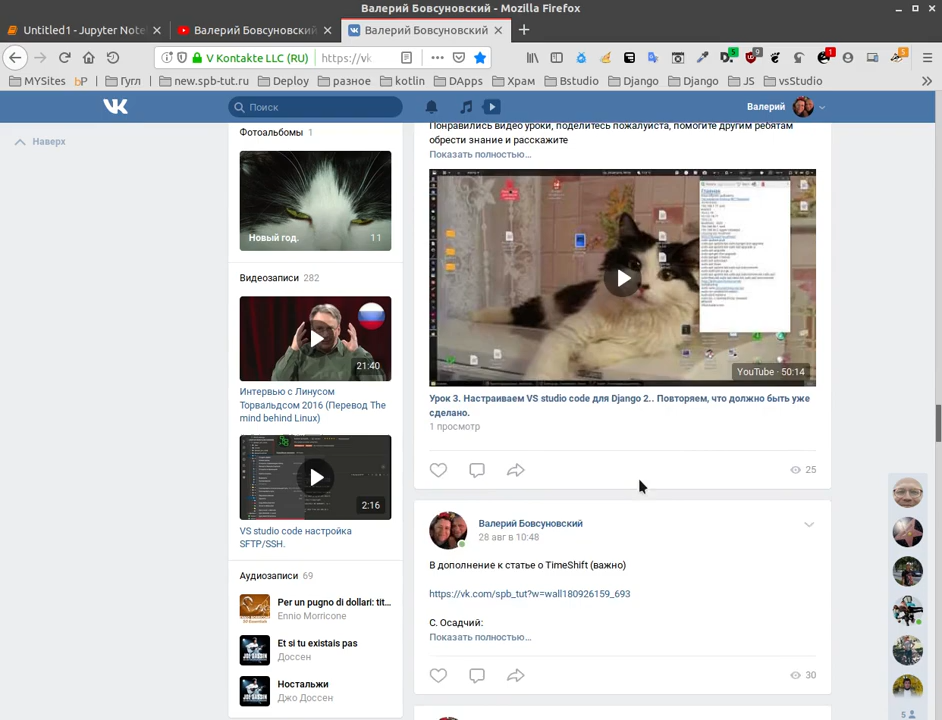 Валерий Бовсуновский - Mozilla Firefox
Untitled1 - Jupyter Note
Валерий Бовсуновский
Валерий Бовсуновский
V Kontakte LLC (RU)
https://vk
MYSites
bP
Гугл
new.spb-tut.ru
Deploy
разное
kotlin
DApps
Храм
Bstudio
Django
Django
JS
vsStudio
Поиск
Валерий
Наверх
Фотоальбомы 1
Новый год. 11
Видеозаписи 282
21:40
Интервью с Линусом
Торвальдсом 2016 (Перевод The
mind behind Linux)
2:16
VS studio code настройка
SFTP/SSH.
Аудиозаписи 69
Per un pugno di dollari: tit...
Ennio Morricone
Et si tu existais pas
Доссен
Ностальжи
Джо Доссен
Понравились видео уроки, поделитесь пожалуйста, помогите другим ребятам
обрести знание и расскажите
Показать полностью...
YouTube · 50:14
Урок 3. Настраиваем VS studio code для Django 2.. Повторяем, что должно быть уже
сделано.
1 просмотр
25
Валерий Бовсуновский
28 авг в 10:48
В дополнение к статье о TimeShift (важно)
https://vk.com/spb_tut?w=wall180926159_693
С. Осадчий:
Показать полностью...
30
5